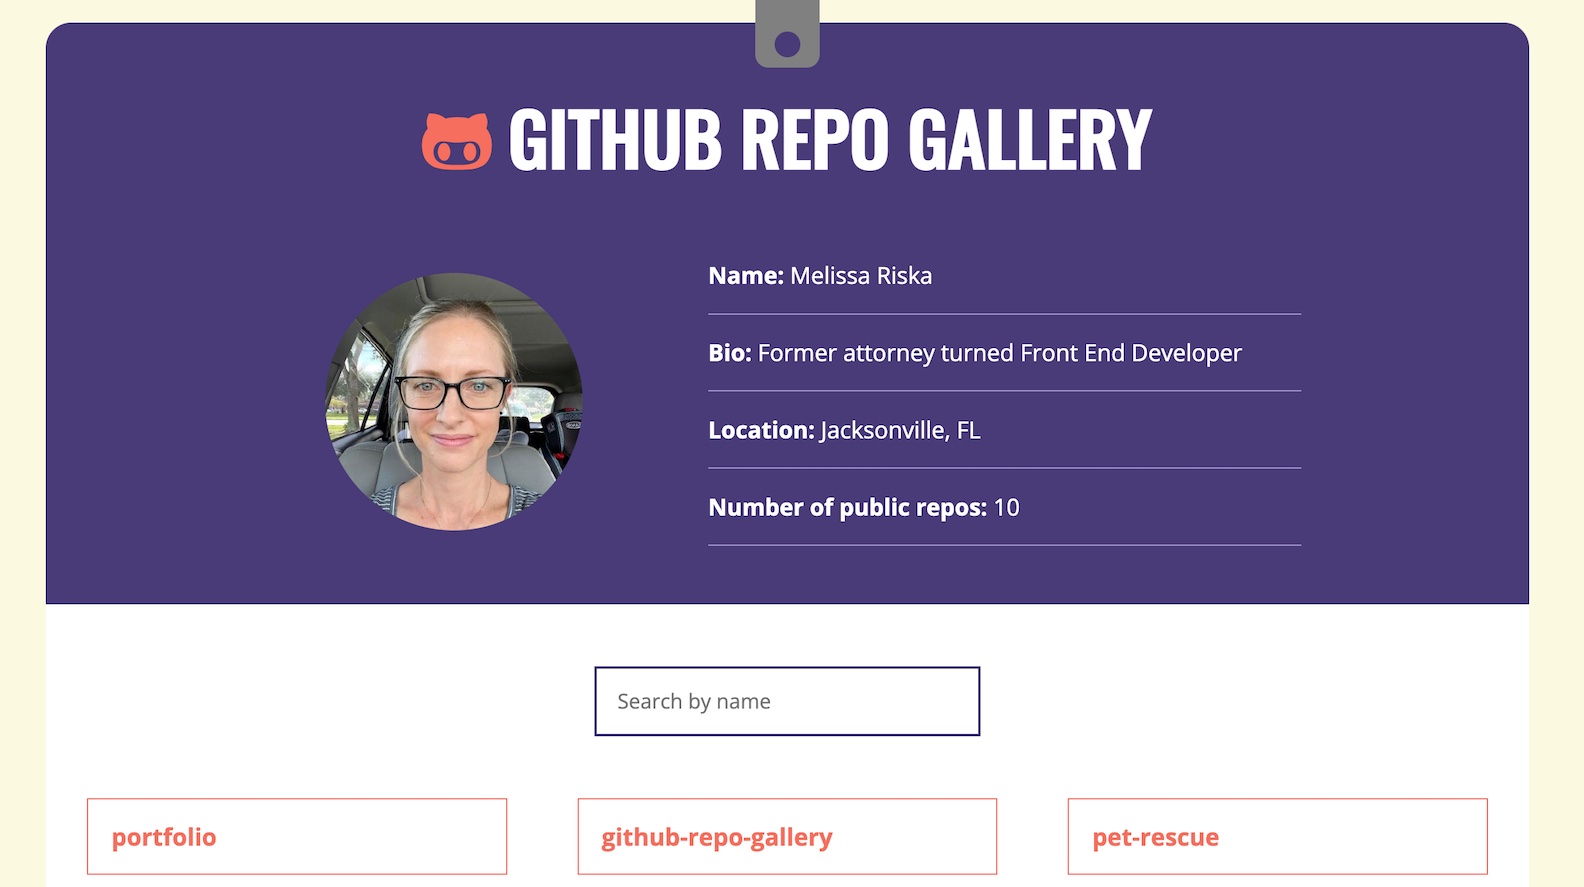 GITHUB REPO GALLERY
Name: Melissa Riska
Bio: Former attorney turned Front End Developer
Location: Jacksonville, FL
Number of public repos: 10
Search by name
portfolio
github-repo-gallery
pet-rescue